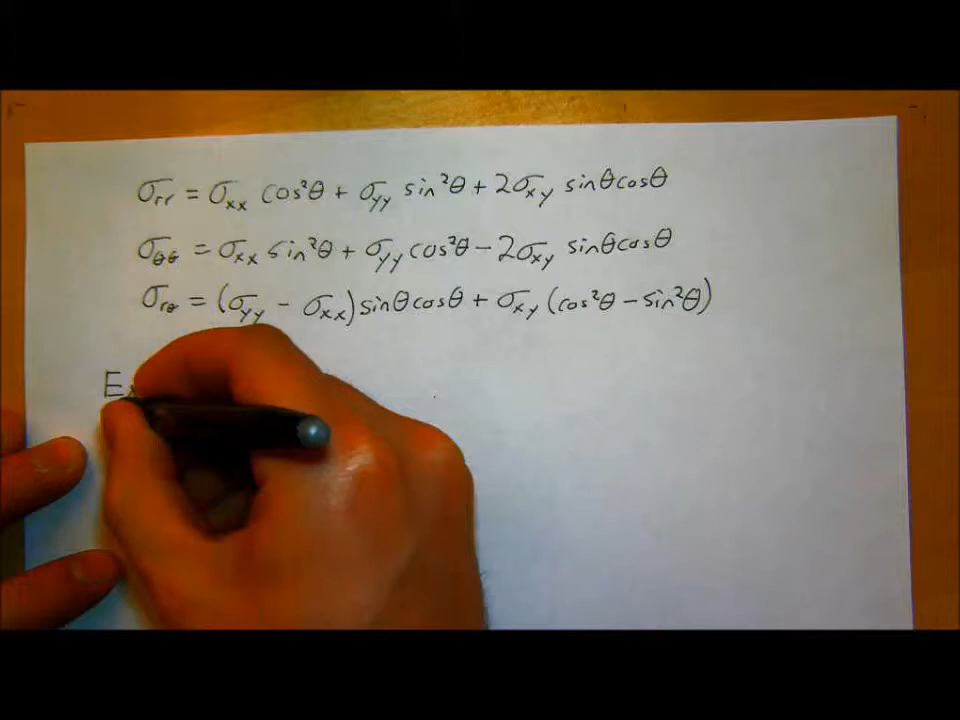 σrr = σxx cos²θ + σyy sin²θ + 2σxy sinθcosθ
σθθ = σxx sin²θ + σyy cos²θ − 2σxy sinθcosθ
σrθ = (σyy − σxx)sinθcosθ + σxy(cos²θ − sin²θ)